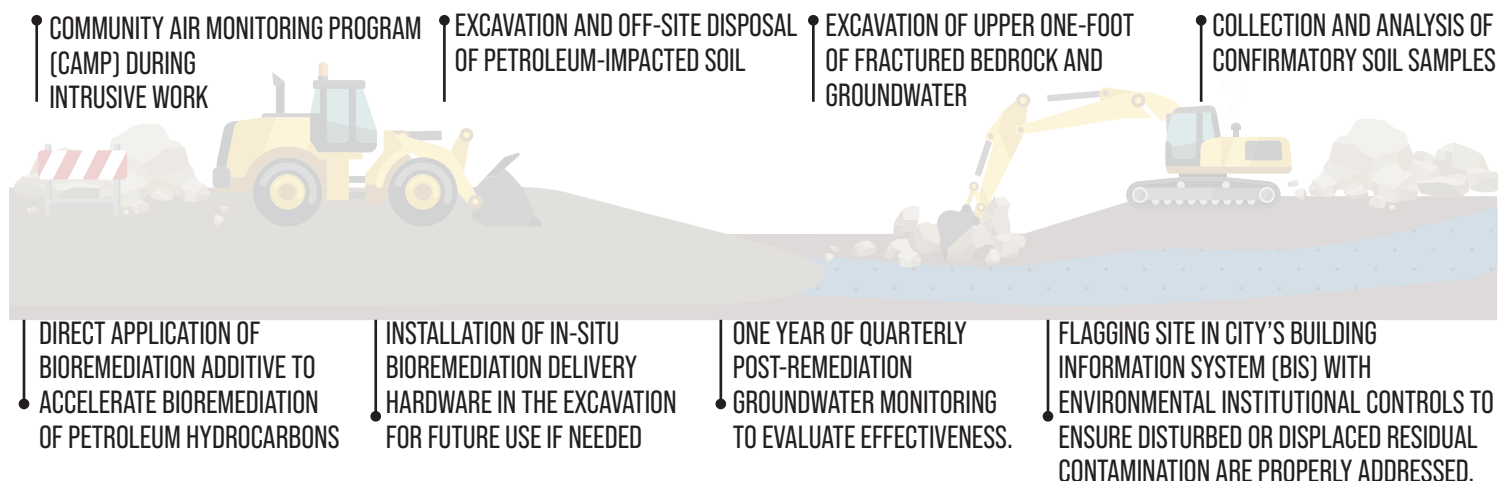 COMMUNITY AIR MONITORING PROGRAM
(CAMP) DURING
INTRUSIVE WORK
EXCAVATION AND OFF-SITE DISPOSAL
OF PETROLEUM-IMPACTED SOIL
EXCAVATION OF UPPER ONE-FOOT
OF FRACTURED BEDROCK AND
GROUNDWATER
COLLECTION AND ANALYSIS OF
CONFIRMATORY SOIL SAMPLES
DIRECT APPLICATION OF
BIOREMEDIATION ADDITIVE TO
ACCELERATE BIOREMEDIATION
OF PETROLEUM HYDROCARBONS
INSTALLATION OF IN-SITU
BIOREMEDIATION DELIVERY
HARDWARE IN THE EXCAVATION
FOR FUTURE USE IF NEEDED
ONE YEAR OF QUARTERLY
POST-REMEDIATION
GROUNDWATER MONITORING
TO EVALUATE EFFECTIVENESS.
FLAGGING SITE IN CITY'S BUILDING
INFORMATION SYSTEM (BIS) WITH
ENVIRONMENTAL INSTITUTIONAL CONTROLS TO
ENSURE DISTURBED OR DISPLACED RESIDUAL
CONTAMINATION ARE PROPERLY ADDRESSED.